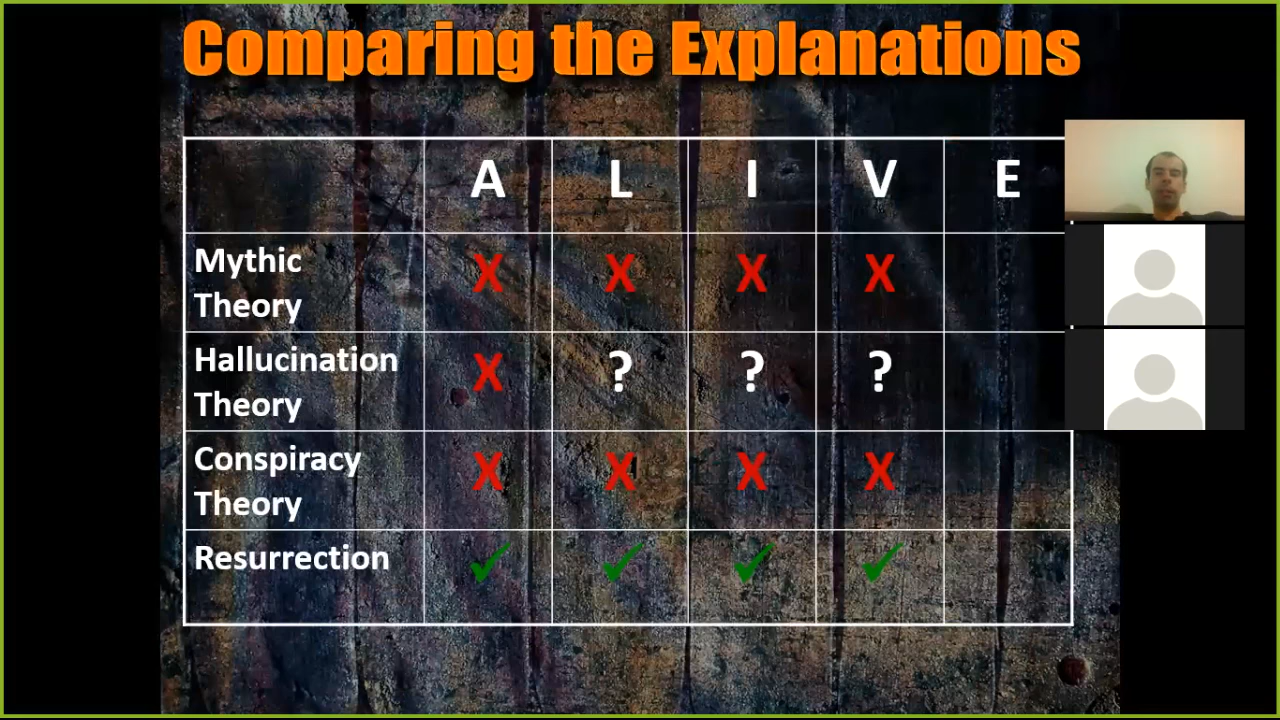 Comparing the Explanations
A L I V E
Mythic
Theory
X X X X
Hallucination
Theory
X ? ? ?
Conspiracy
Theory
X X X X
Resurrection
✓ ✓ ✓ ✓